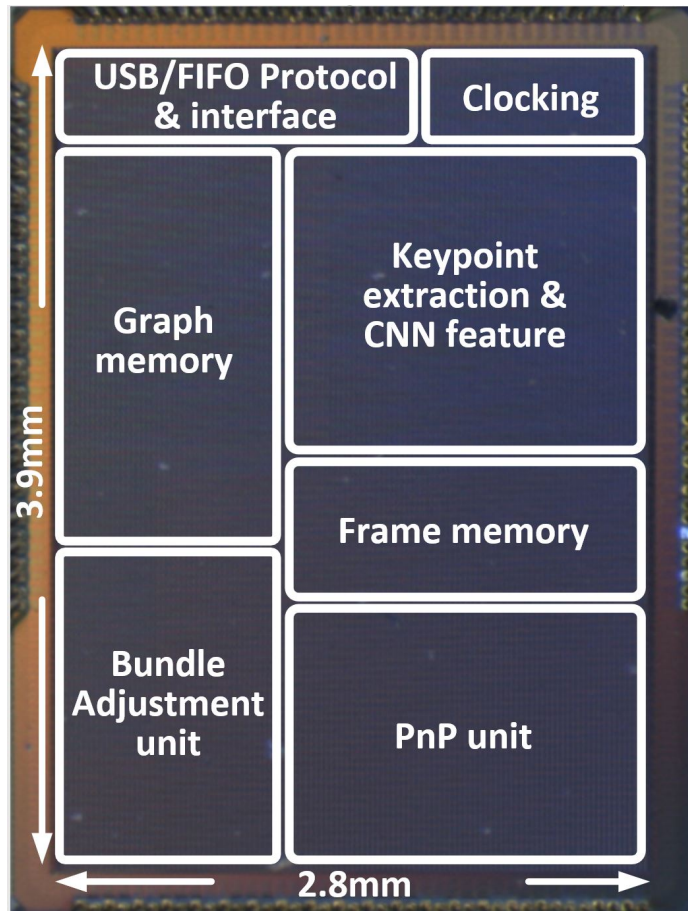 USB/FIFO Protocol
& interface
Clocking
Graph
memory
Keypoint
extraction &
CNN feature
3.9mm
Frame memory
Bundle
Adjustment
unit
PnP unit
2.8mm